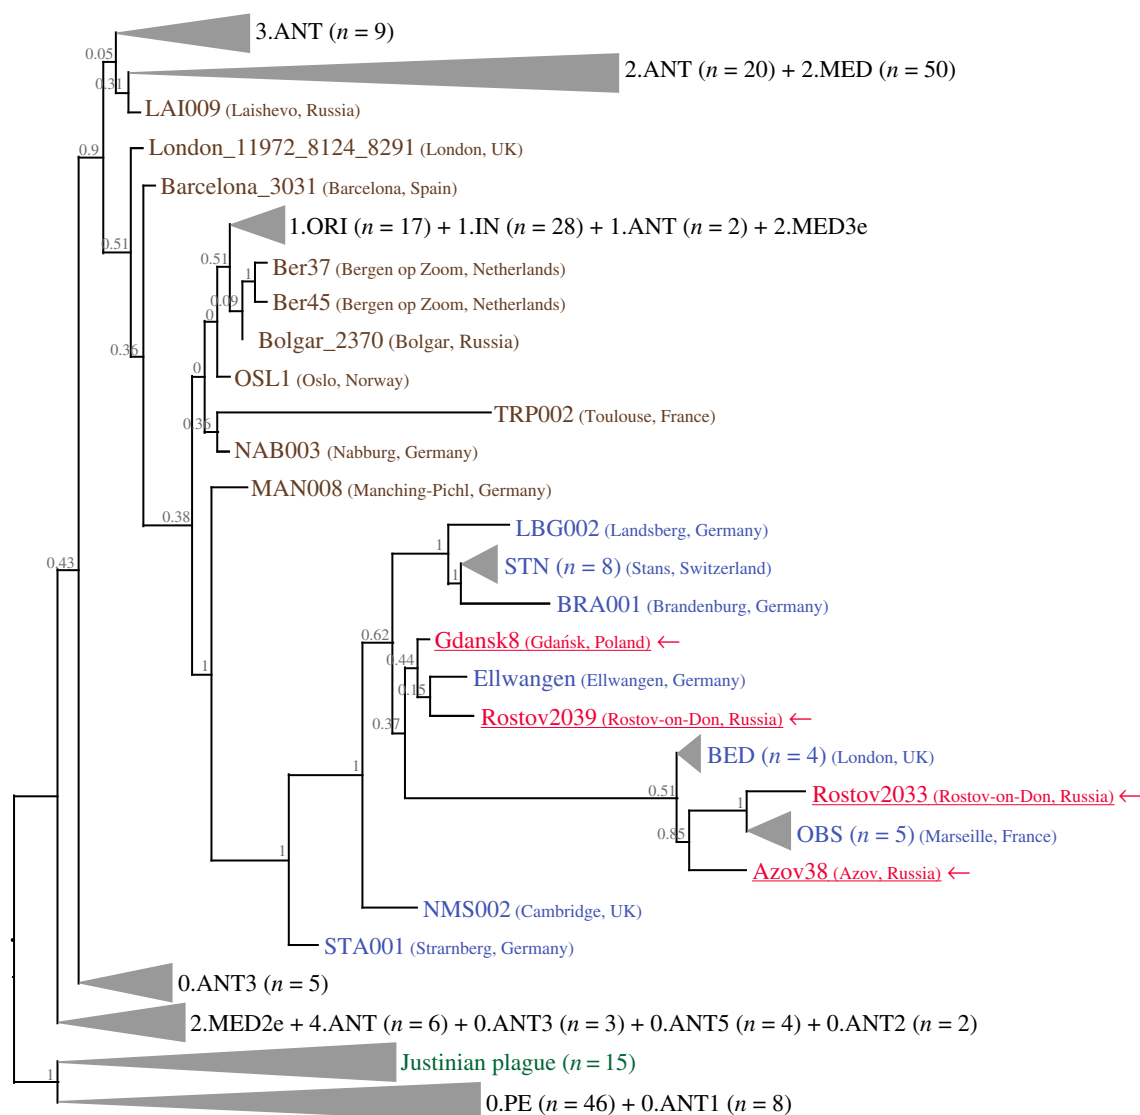 3.ANT (n = 9)
0.05
2.ANT (n = 20) + 2.MED (n = 50)
0.31
LAI009 (Laishevo, Russia)
0.9
London_11972_8124_8291 (London, UK)
Barcelona_3031 (Barcelona, Spain)
1.ORI (n = 17) + 1.IN (n = 28) + 1.ANT (n = 2) + 2.MED3e
0.51
0.51
Ber37 (Bergen op Zoom, Netherlands)
1
0.09
Ber45 (Bergen op Zoom, Netherlands)
0
Bolgar_2370 (Bolgar, Russia)
0.36
0
OSL1 (Oslo, Norway)
TRP002 (Toulouse, France)
0.36
NAB003 (Nabburg, Germany)
MAN008 (Manching-Pichl, Germany)
0.38
LBG002 (Landsberg, Germany)
1
0.43
STN (n = 8) (Stans, Switzerland)
1
BRA001 (Brandenburg, Germany)
0.62
Gdansk8 (Gdańsk, Poland) ←
0.44
1
Ellwangen (Ellwangen, Germany)
0.15
Rostov2039 (Rostov-on-Don, Russia) ←
0.37
BED (n = 4) (London, UK)
1
0.51
Rostov2033 (Rostov-on-Don, Russia) ←
1
OBS (n = 5) (Marseille, France)
0.85
1
Azov38 (Azov, Russia) ←
NMS002 (Cambridge, UK)
STA001 (Strarnberg, Germany)
0.ANT3 (n = 5)
2.MED2e + 4.ANT (n = 6) + 0.ANT3 (n = 3) + 0.ANT5 (n = 4) + 0.ANT2 (n = 2)
Justinian plague (n = 15)
1
0.PE (n = 46) + 0.ANT1 (n = 8)